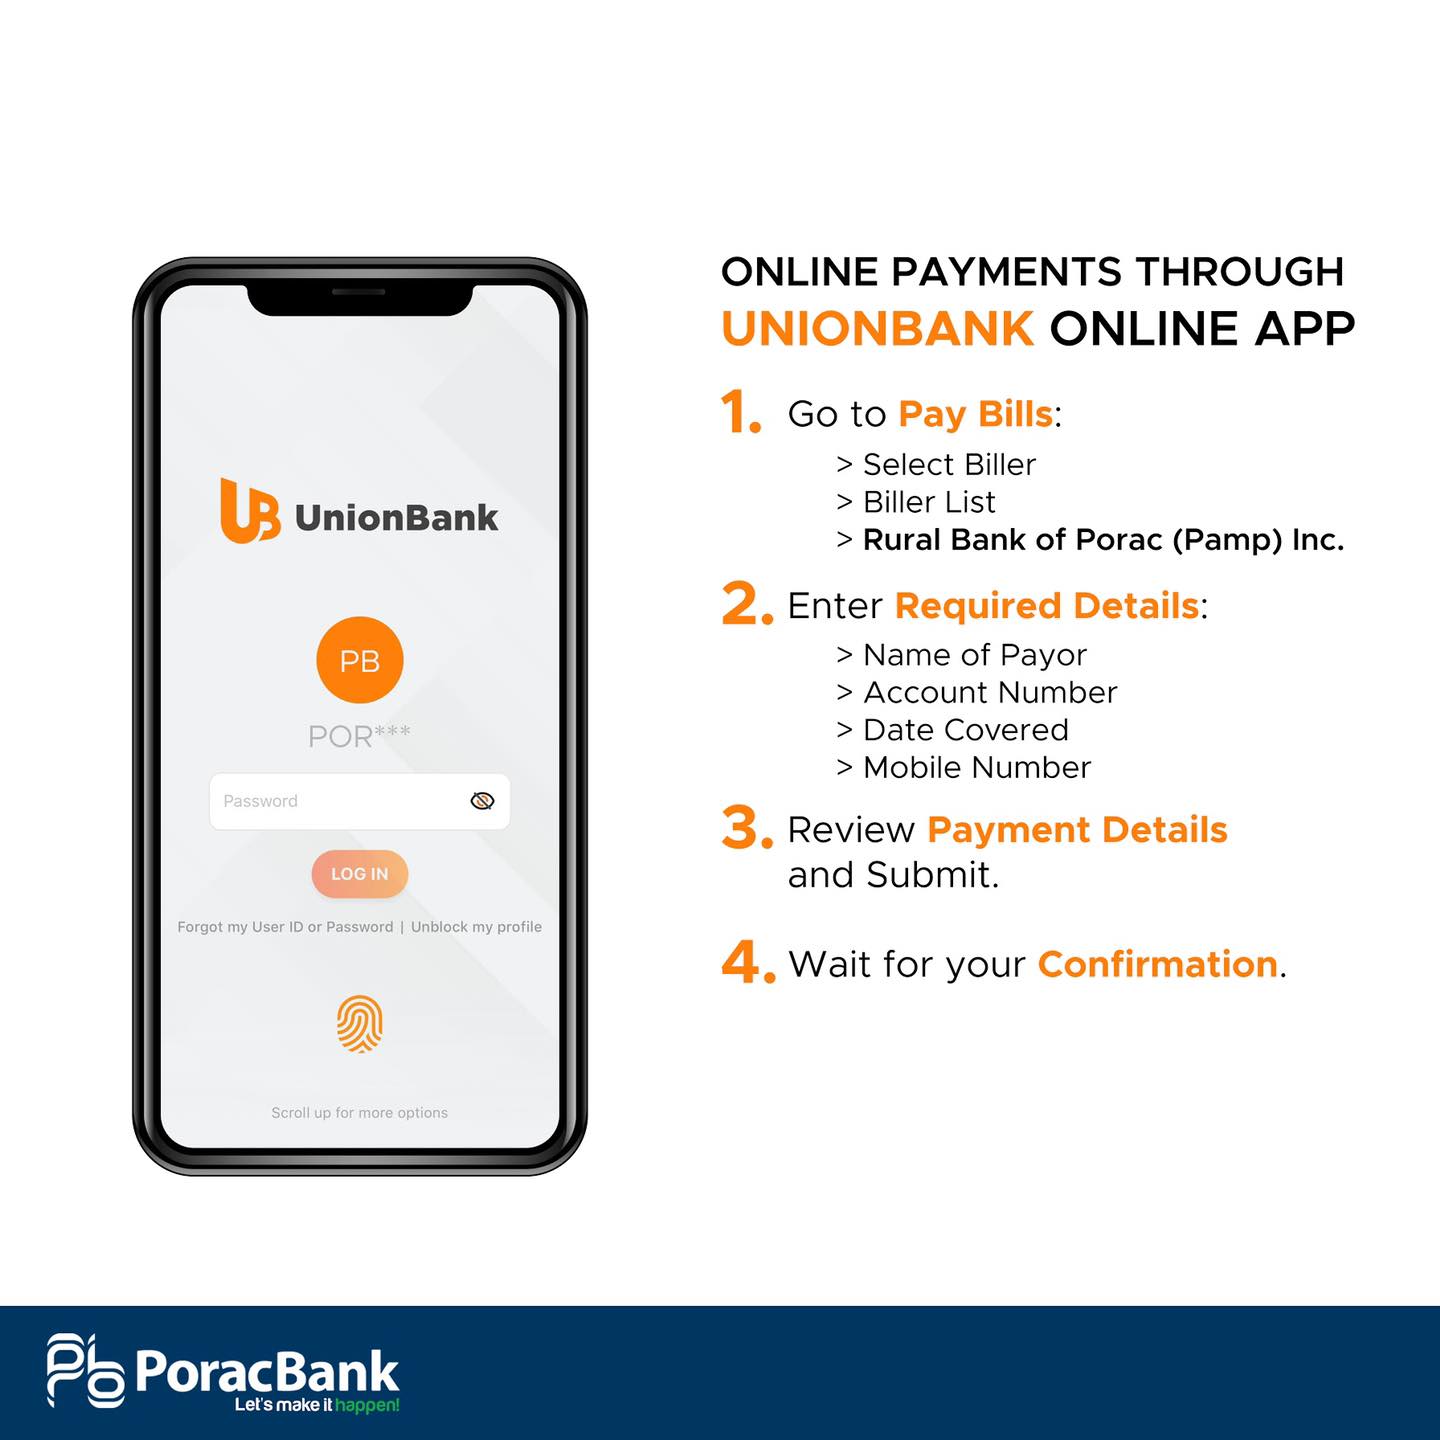 ONLINE PAYMENTS THROUGH
UNIONBANK ONLINE APP
1. Go to Pay Bills:
> Select Biller
> Biller List
> Rural Bank of Porac (Pamp) Inc.
2. Enter Required Details:
> Name of Payor
> Account Number
> Date Covered
> Mobile Number
3. Review Payment Details
and Submit.
4. Wait for your Confirmation.
UB UnionBank
PB
POR***
Password
LOG IN
Forgot my User ID or Password | Unblock my profile
Scroll up for more options
Pb PoracBank
Let's make it happen!